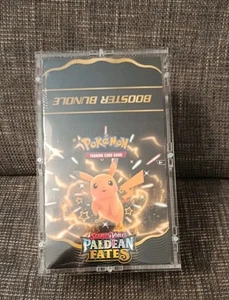 BOOSTER BUNDLE
POKÉMON
TRADING CARD GAME
SCARLET & VIOLET
PALDEAN
FATES